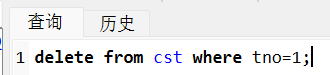 查询 历史
1 delete from cst where tno=1;